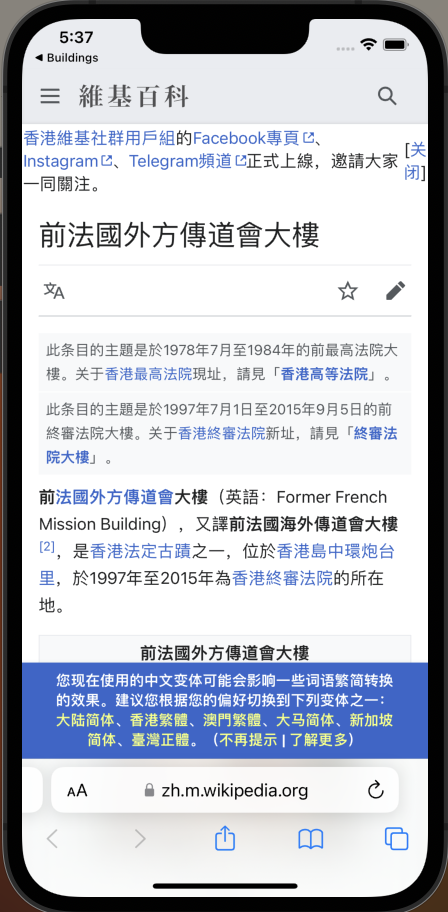 5:37
◀ Buildings
維基百科
香港維基社群用戶組的Facebook專頁、
Instagram、Telegram頻道正式上線，邀請大家
一同關注。
[关
闭]
前法國外方傳道會大樓
文A
此条目的主題是於1978年7月至1984年的前最高法院大
樓。关于香港最高法院現址，請見「香港高等法院」。
此条目的主題是於1997年7月1日至2015年9月5日的前
終審法院大樓。关于香港終審法院新址，請見「終審法
院大樓」。
前法國外方傳道會大樓（英語：Former French
Mission Building），又譯前法國海外傳道會大樓
[2]，是香港法定古蹟之一，位於香港島中環炮台
里，於1997年至2015年為香港終審法院的所在
地。
前法國外方傳道會大樓
您现在使用的中文变体可能会影响一些词语繁简转换
的效果。建议您根据您的偏好切换到下列变体之一：
大陆简体、香港繁體、澳門繁體、大马简体、新加坡
简体、臺灣正體。（不再提示 | 了解更多）
AA
zh.m.wikipedia.org